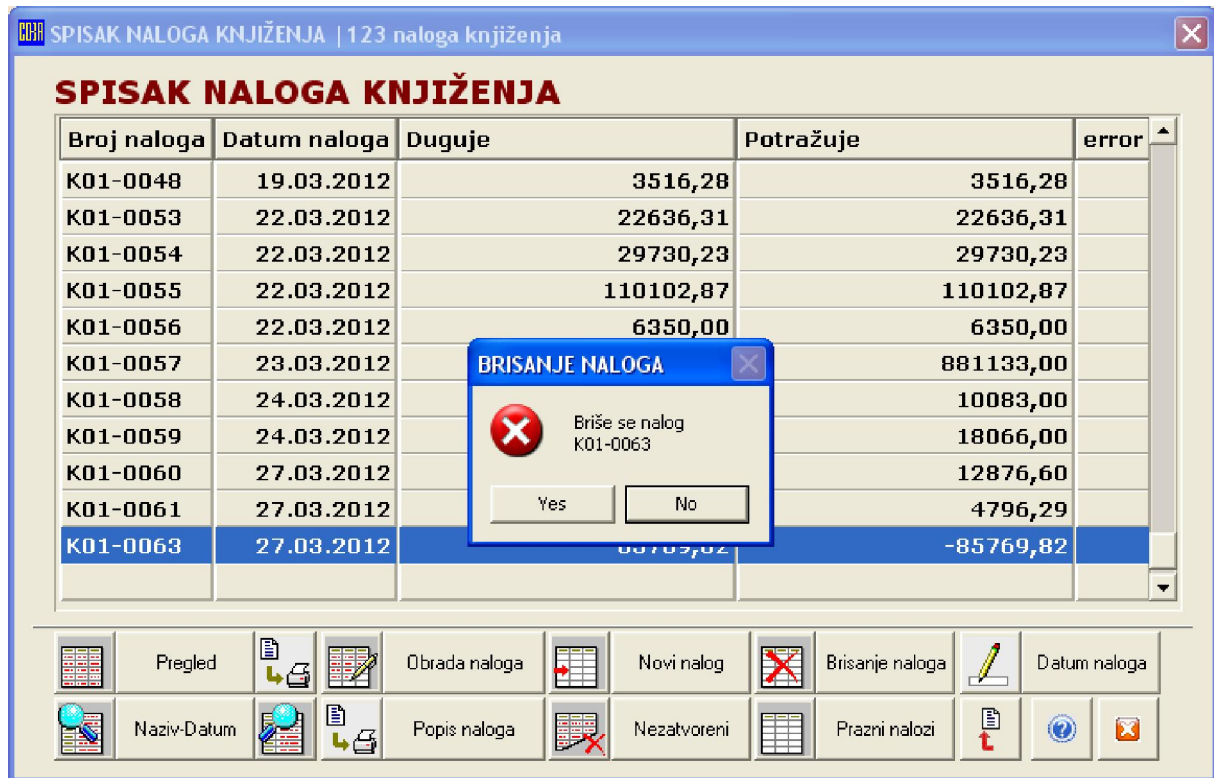 SPISAK NALOGA KNJIŽENJA | 123 naloga knjiženja
SPISAK NALOGA KNJIŽENJA
Broj naloga Datum naloga Duguje Potražuje error
K01-0048 19.03.2012 3516,28 3516,28
K01-0053 22.03.2012 22636,31 22636,31
K01-0054 22.03.2012 29730,23 29730,23
K01-0055 22.03.2012 110102,87 110102,87
K01-0056 22.03.2012 6350,00 6350,00
K01-0057 23.03.2012 881133,00
K01-0058 24.03.2012 10083,00
K01-0059 24.03.2012 18066,00
K01-0060 27.03.2012 12876,60
K01-0061 27.03.2012 4796,29
K01-0063 27.03.2012 -85769,82
BRISANJE NALOGA
Briše se nalog
K01-0063
Yes No
Pregled Obrada naloga Novi nalog Brisanje naloga Datum naloga
Naziv-Datum Popis naloga Nezatvoreni Prazni nalozi